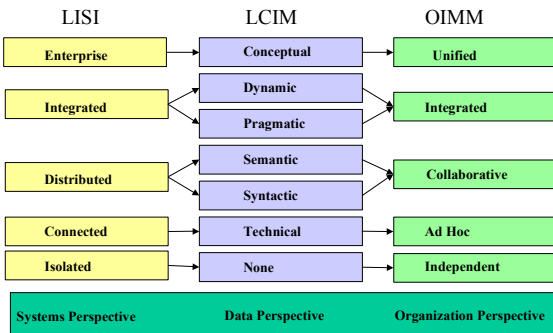 LISI LCIM OIMM
Enterprise Conceptual Unified
Dynamic
Integrated Integrated
Pragmatic
Semantic
Distributed Collaborative
Syntactic
Connected Technical Ad Hoc
Isolated None Independent
Systems Perspective Data Perspective Organization Perspective